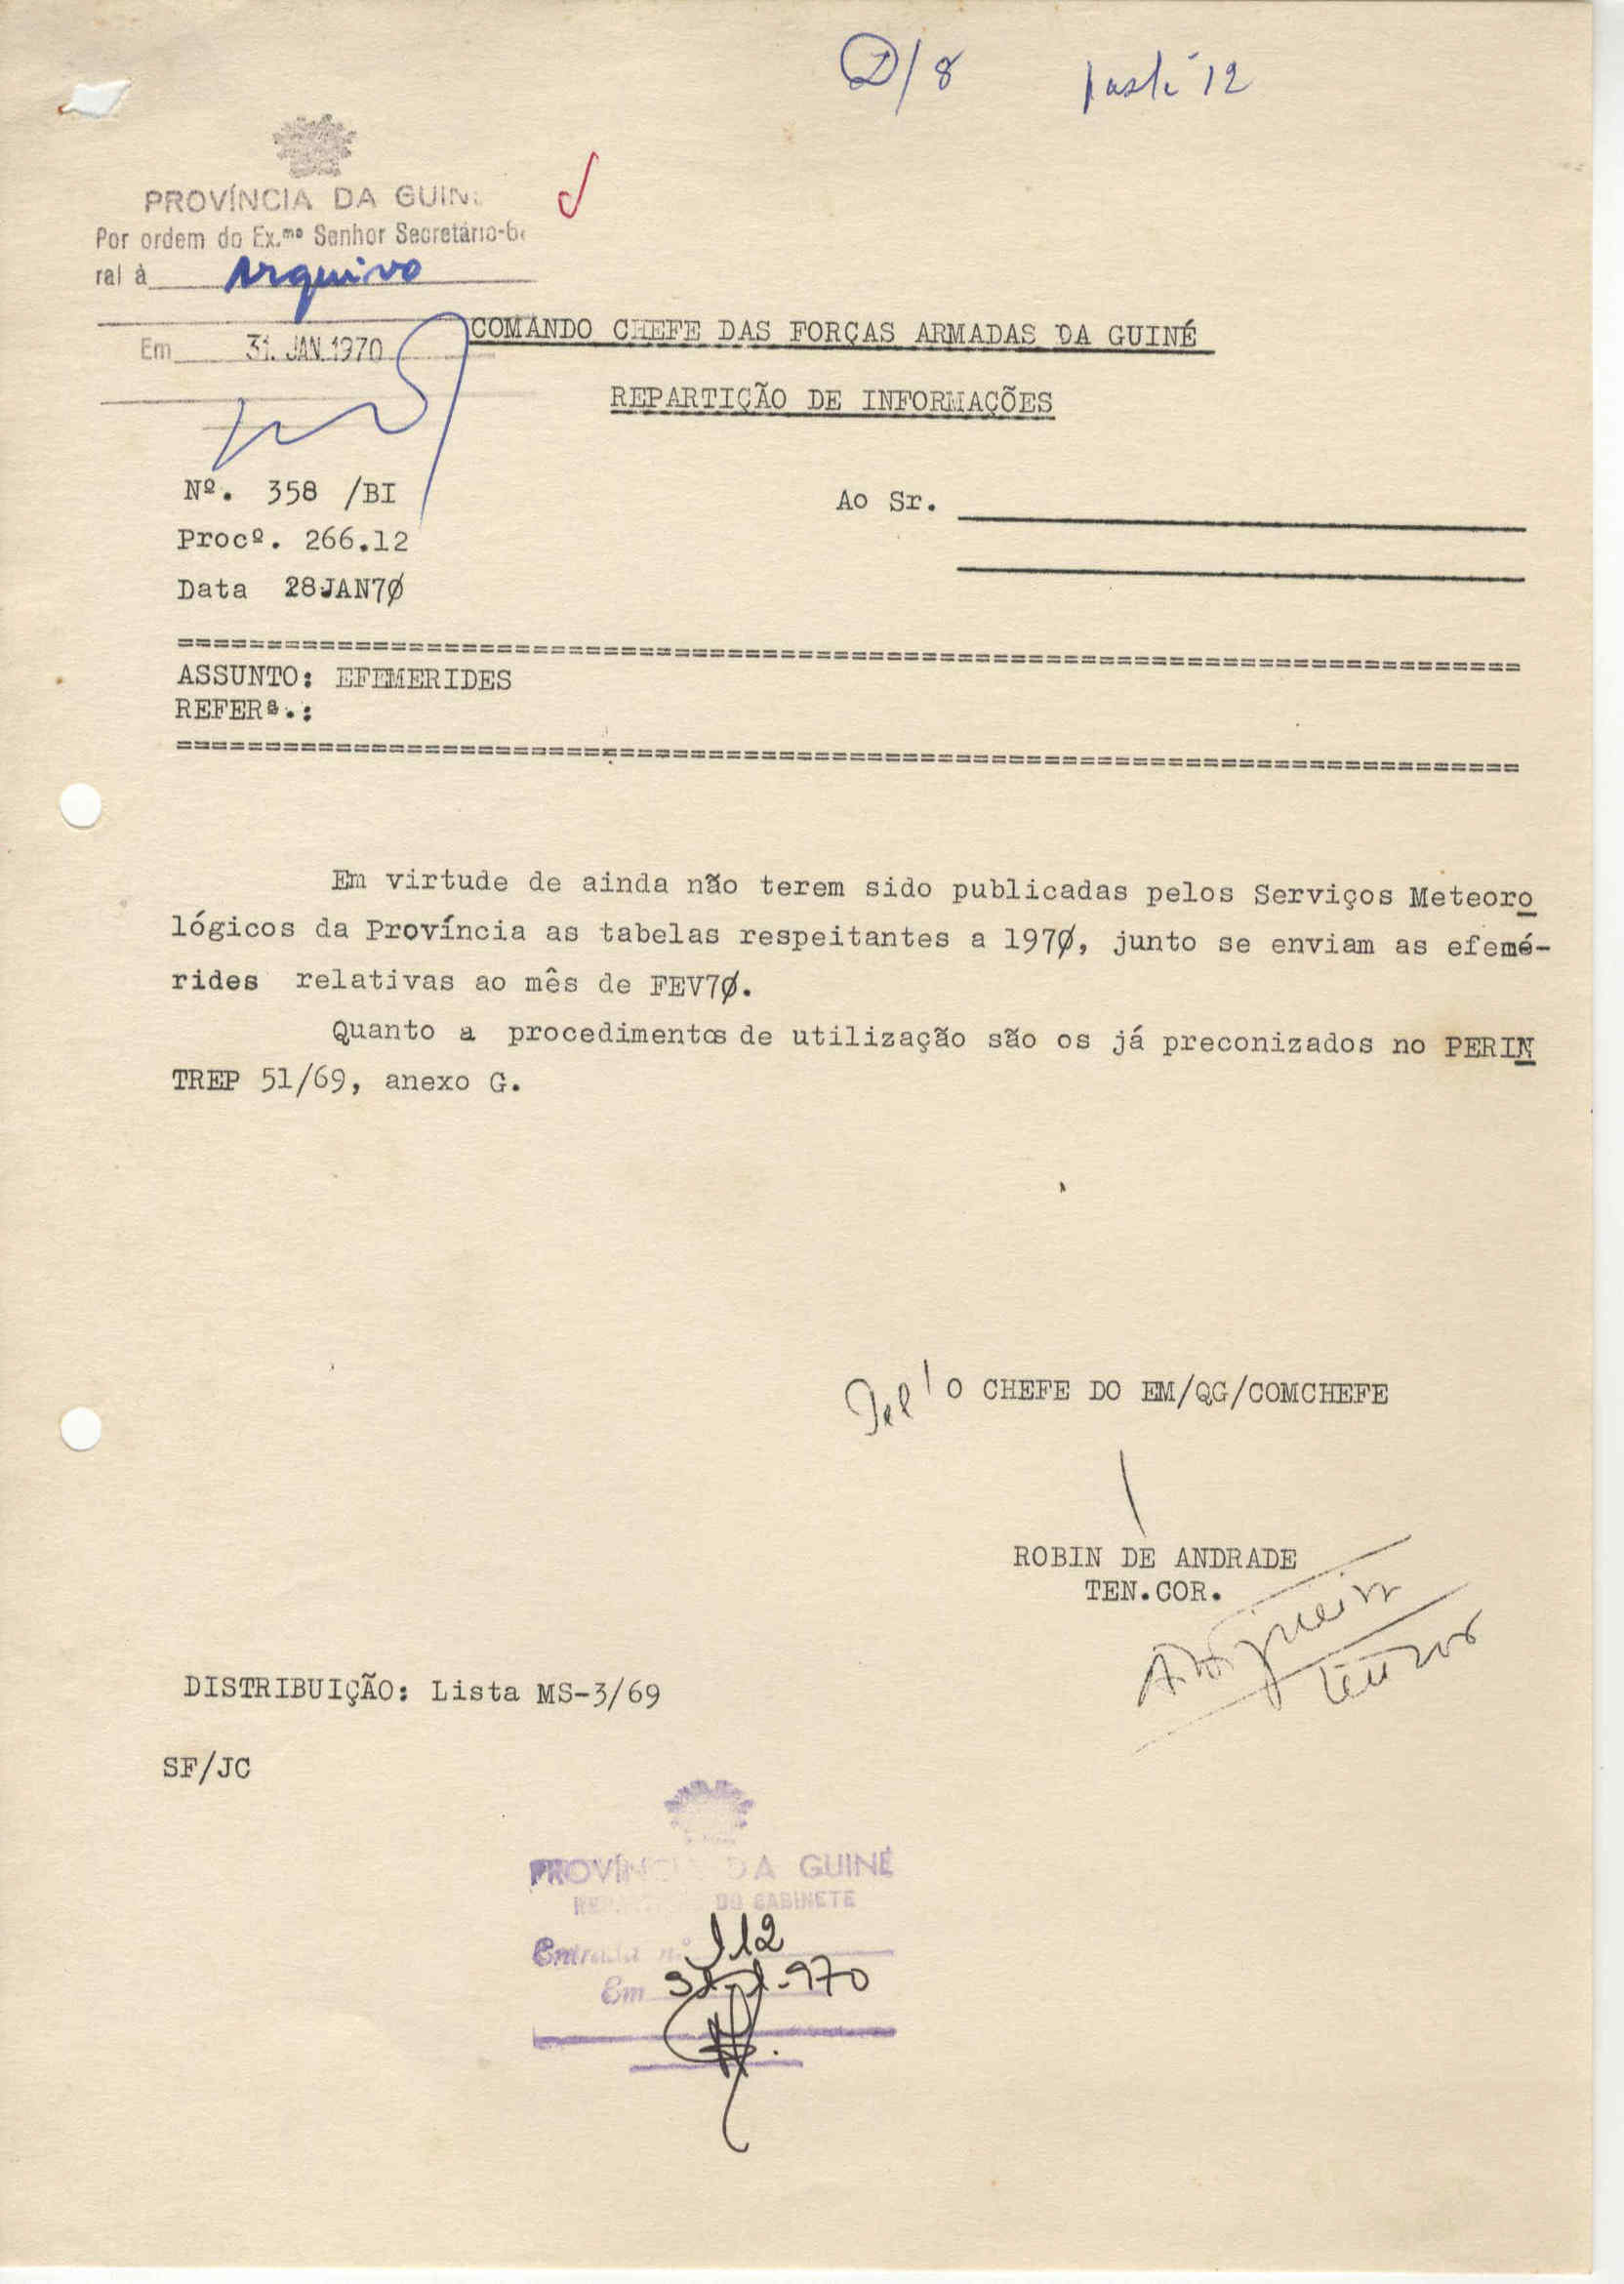 D/8 Pasta 12
PROVÍNCIA DA GUIN
Por ordem do Ex.mo Senhor Secretário-Ge
ral à Arquivo
Em 31. JAN 1970
COMANDO CHEFE DAS FORÇAS ARMADAS DA GUINÉ
REPARTIÇÃO DE INFORMAÇÕES
Nº. 358 /BI
Ao Sr.
Procº. 266.12
Data 28JAN7Ø
ASSUNTO: EFEMERIDES
REFERª.:
Em virtude de ainda não terem sido publicadas pelos Serviços Meteoro
lógicos da Província as tabelas respeitantes a 197Ø, junto se enviam as efemé-
rides relativas ao mês de FEV7Ø.
Quanto a procedimentos de utilização são os já preconizados no PERIN
TREP 51/69, anexo G.
Pel' O CHEFE DO EM/QG/COMCHEFE
ROBIN DE ANDRADE
TEN.COR.
DISTRIBUIÇÃO: Lista MS-3/69
SF/JC
PROVÍNCIA DA GUINÉ
REPARTIÇÃO DO GABINETE
Entrada n.º 112
Em 31-1-970